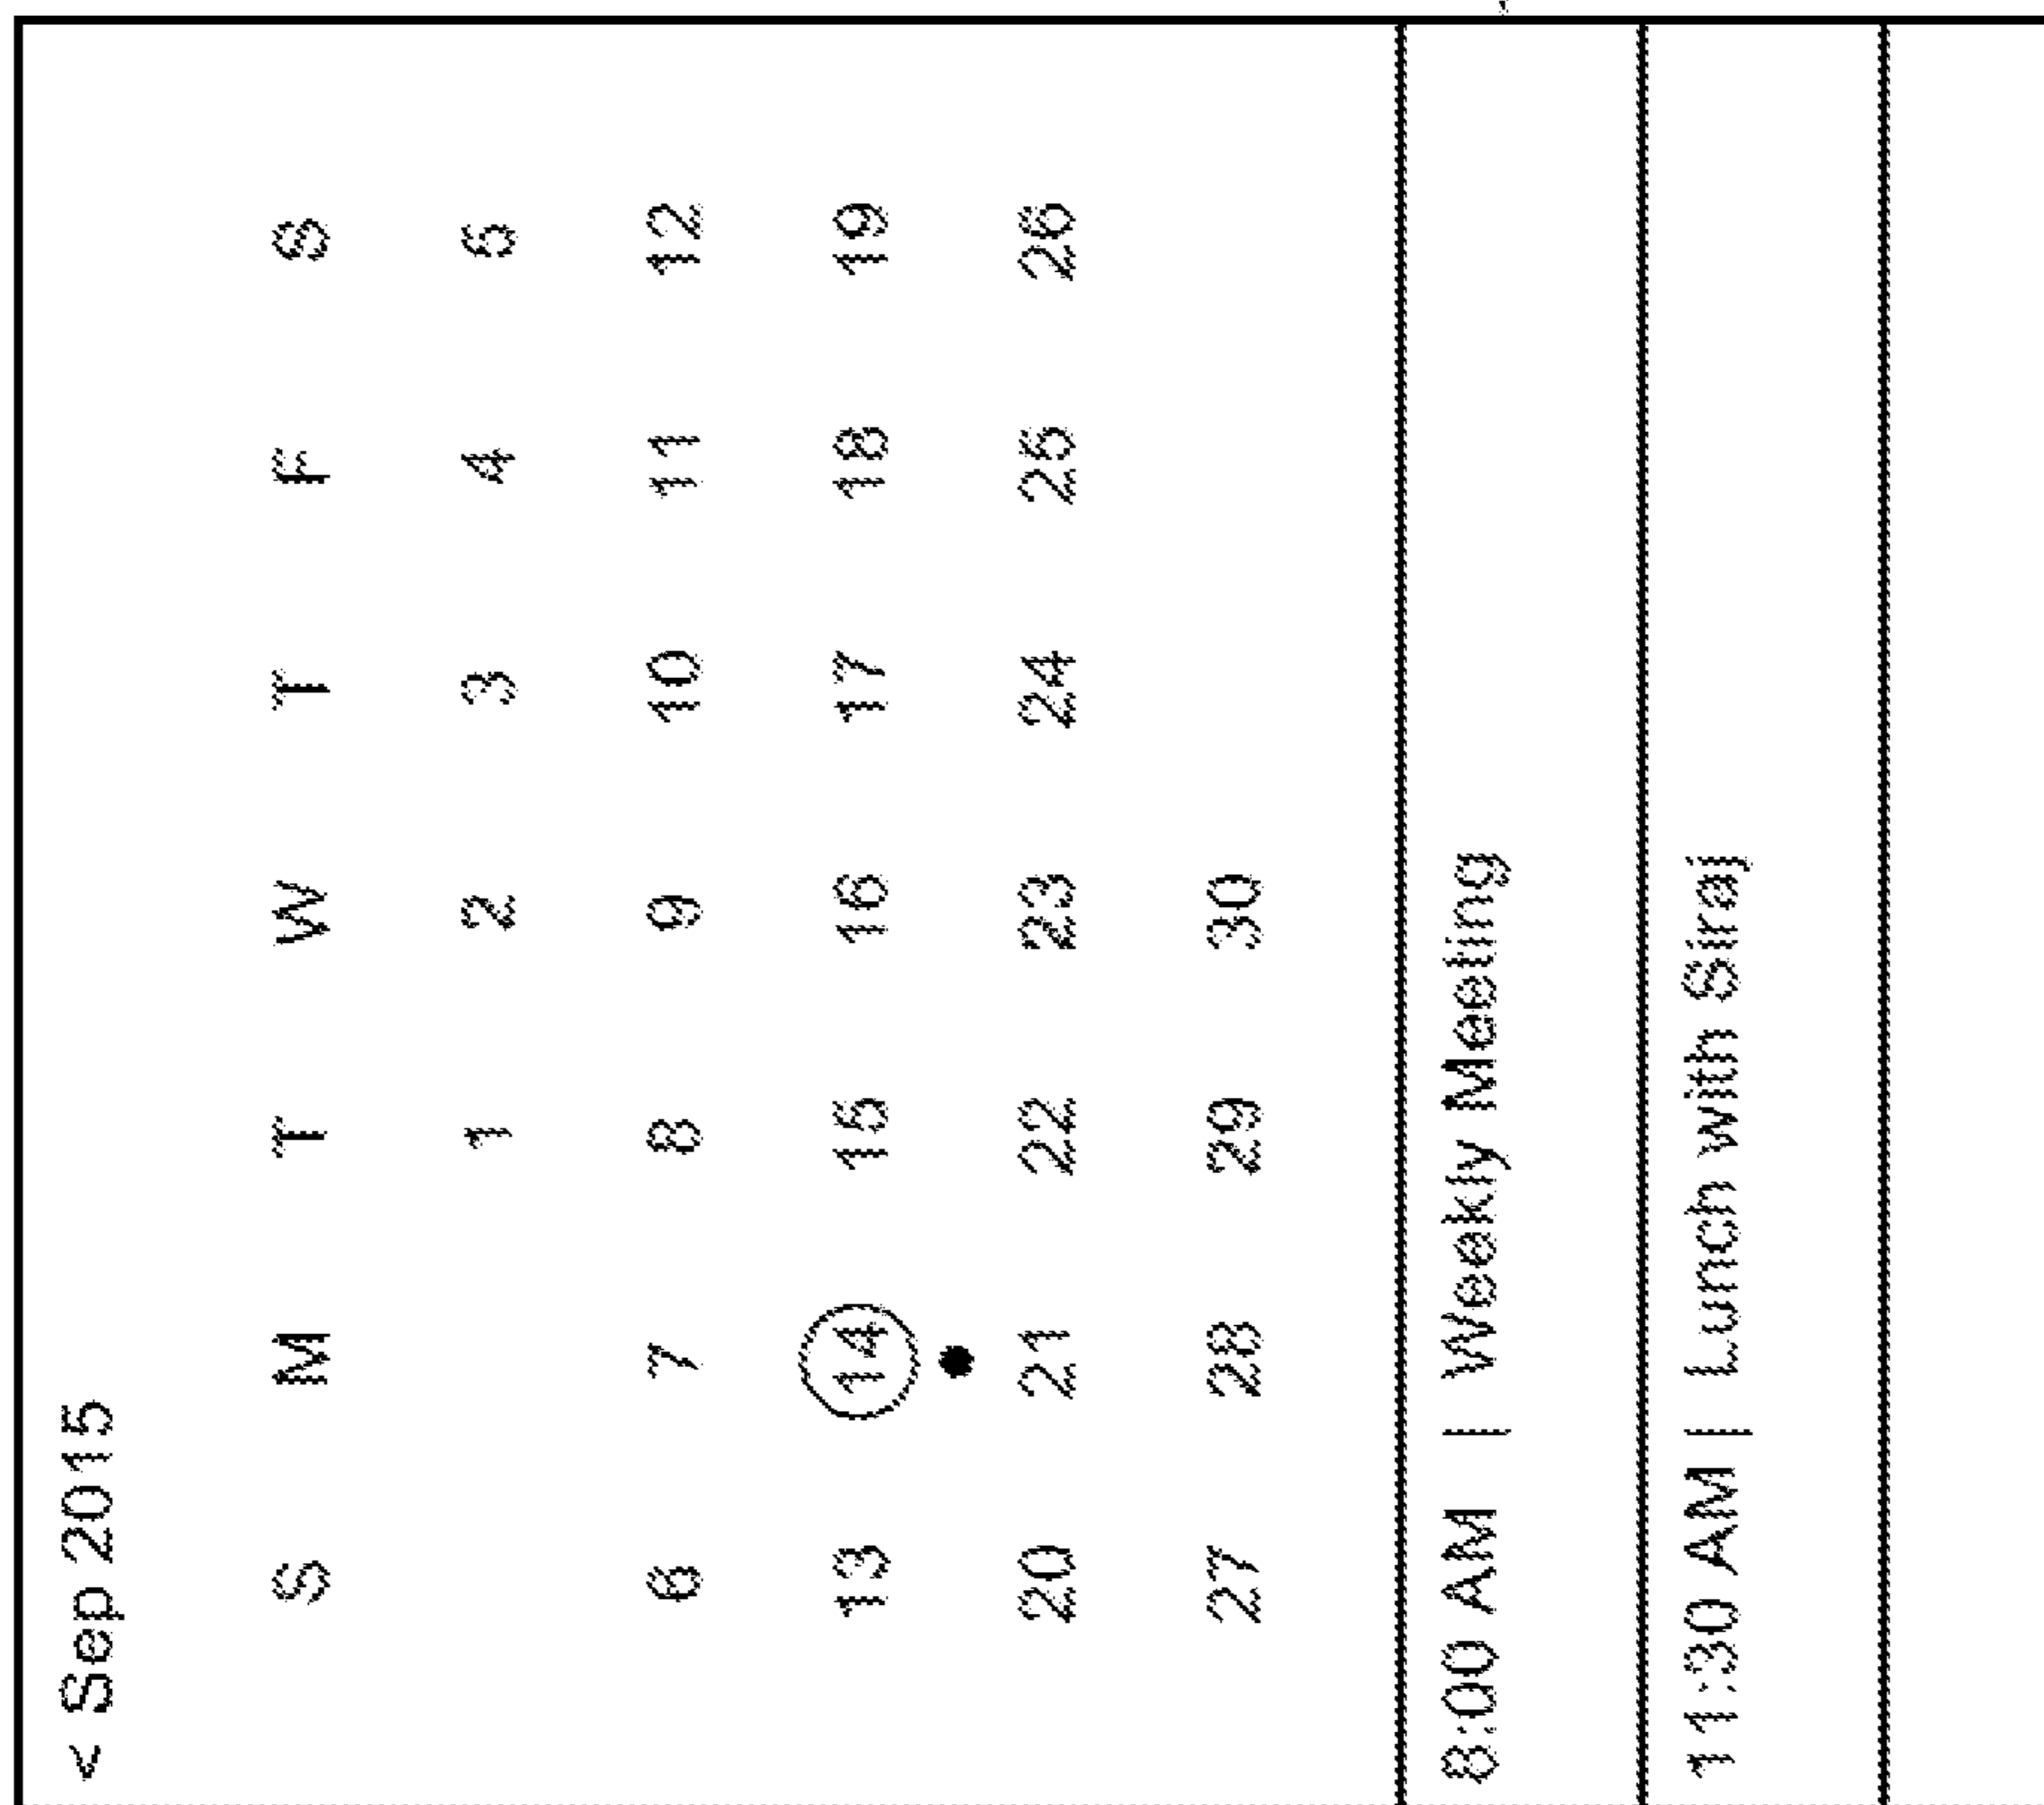 < Sep 2015
S M T W T F S
1 2 3 4 5
6 7 8 9 10 11 12
13 14 15 16 17 18 19
20 21 22 23 24 25 26
27 28 29 30
8:00 AM | Weekly Meeting
11:30 AM | Lunch with Siraj